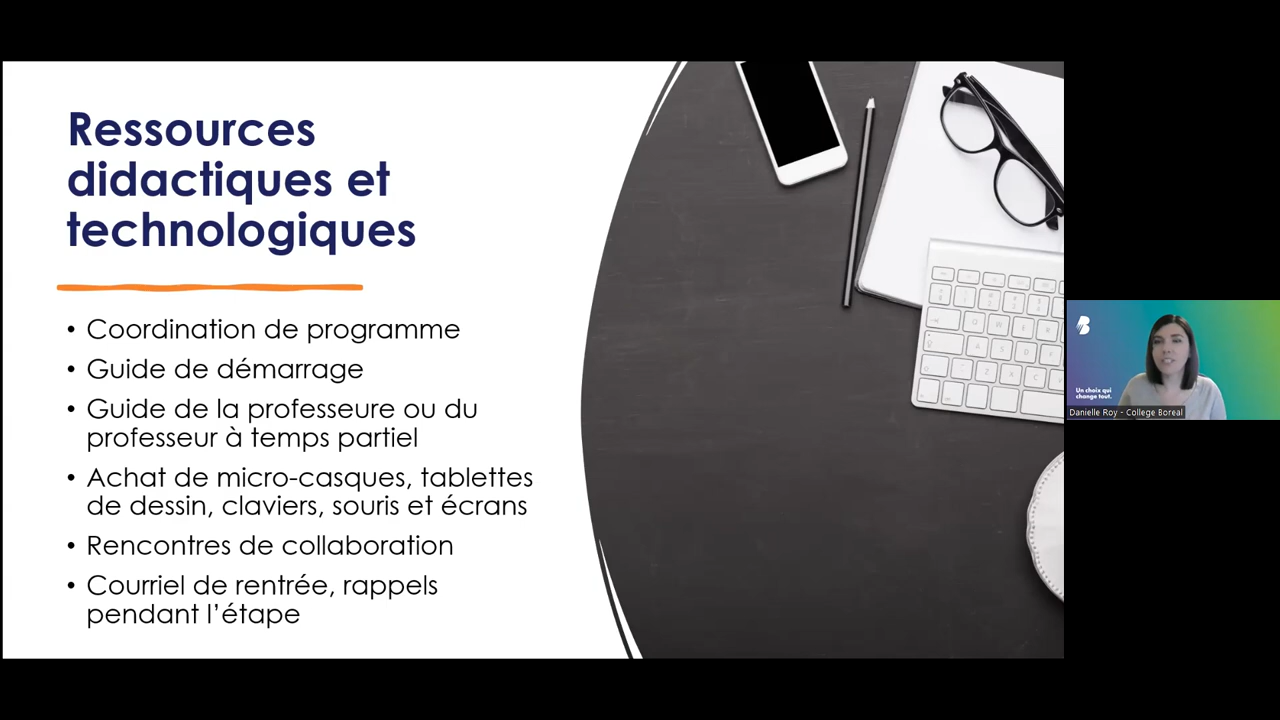 Ressources
didactiques et
technologiques
• Coordination de programme
• Guide de démarrage
• Guide de la professeure ou du
professeur à temps partiel
• Achat de micro-casques, tablettes
de dessin, claviers, souris et écrans
• Rencontres de collaboration
• Courriel de rentrée, rappels
pendant l'étape
Un choix qui
change tout.
Danielle Roy - College Boreal